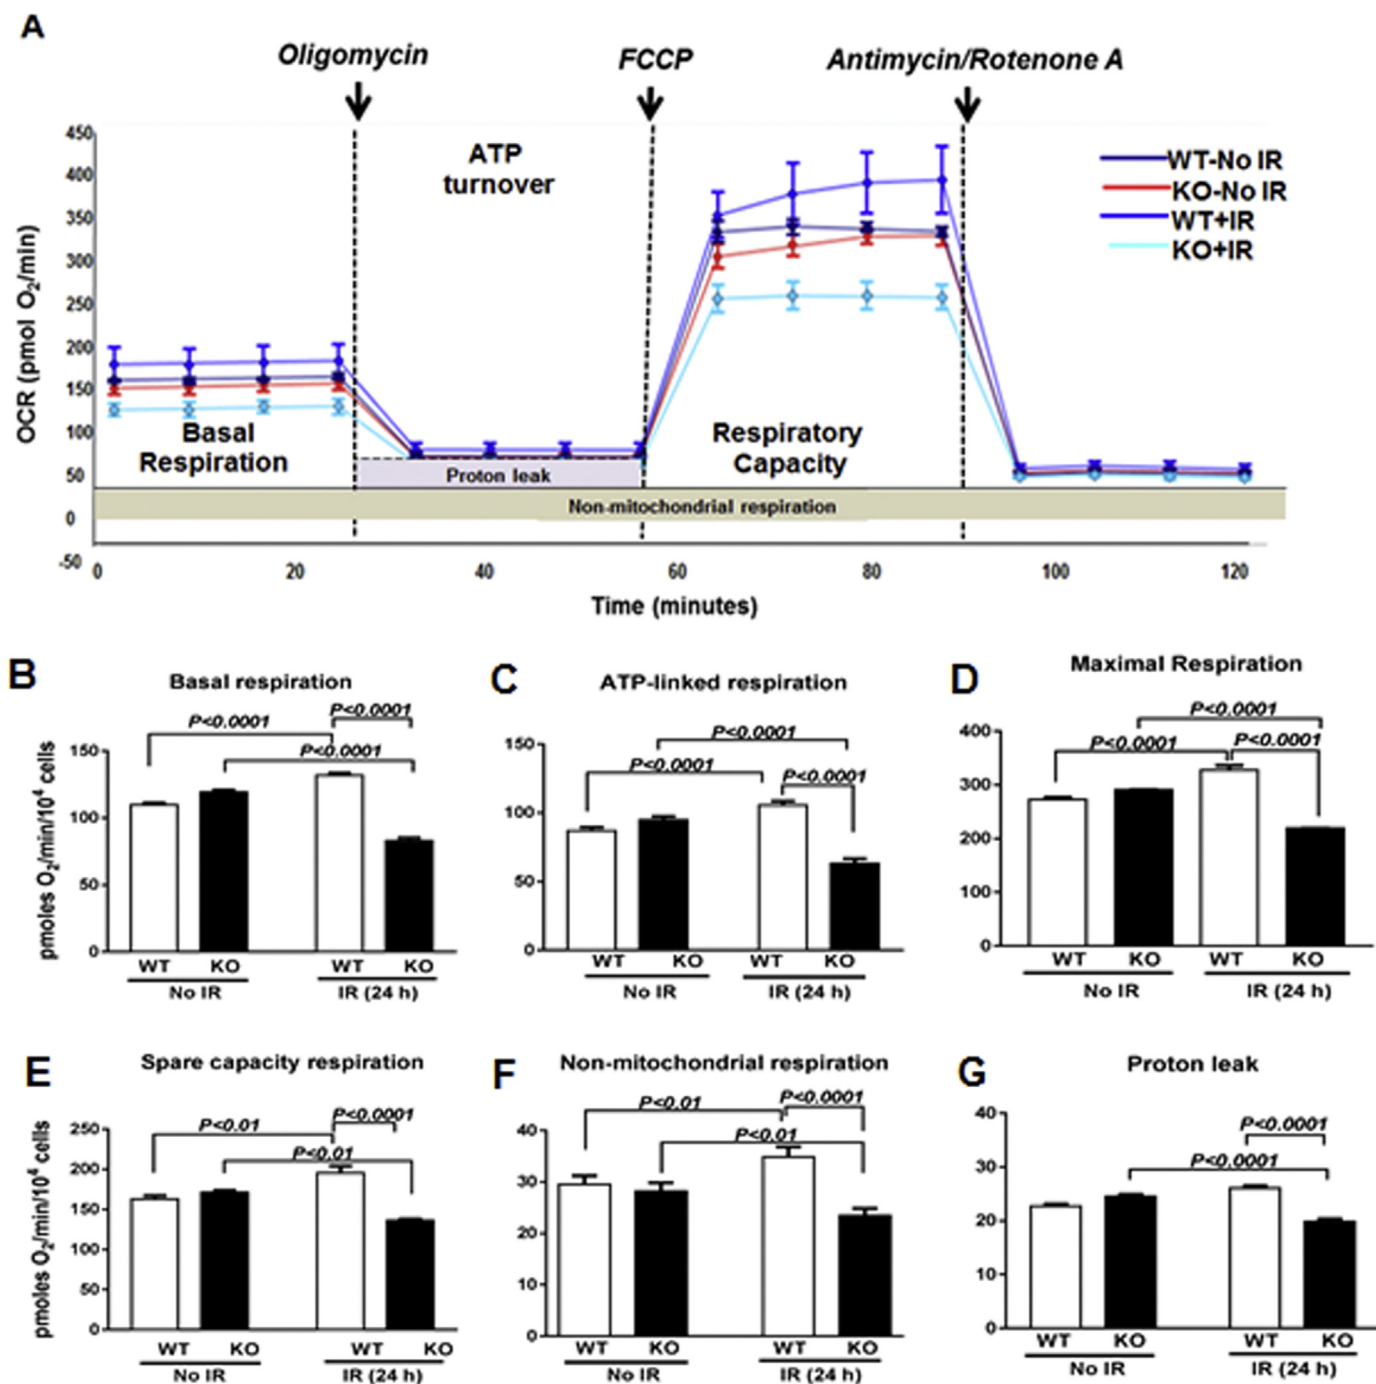 A
Oligomycin
FCCP
Antimycin/Rotenone A
450
400
350
300
250
200
150
100
50
0
-50
OCR (pmol O₂/min)
ATP
turnover
WT-No IR
KO-No IR
WT+IR
KO+IR
Basal
Respiration
Respiratory
Capacity
Proton leak
Non-mitochondrial respiration
0 20 40 60 80 100 120
Time (minutes)
B
Basal respiration
P<0.0001
P<0.0001
P<0.0001
150
100
50
0
pmoles O₂/min/10⁴ cells
WT KO WT KO
No IR IR (24 h)
C
ATP-linked respiration
P<0.0001
P<0.0001
P<0.0001
150
100
50
0
WT KO WT KO
No IR IR (24 h)
D
Maximal Respiration
P<0.0001
P<0.0001
P<0.0001
400
300
200
100
0
WT KO WT KO
No IR IR (24 h)
E
Spare capacity respiration
P<0.01
P<0.0001
P<0.01
250
200
150
100
50
0
pmoles O₂/min/10⁴ cells
WT KO WT KO
No IR IR (24 h)
F
Non-mitochondrial respiration
P<0.01
P<0.0001
P<0.01
40
30
20
10
0
WT KO WT KO
No IR IR (24 h)
G
Proton leak
P<0.0001
P<0.0001
40
30
20
10
0
WT KO WT KO
No IR IR (24 h)